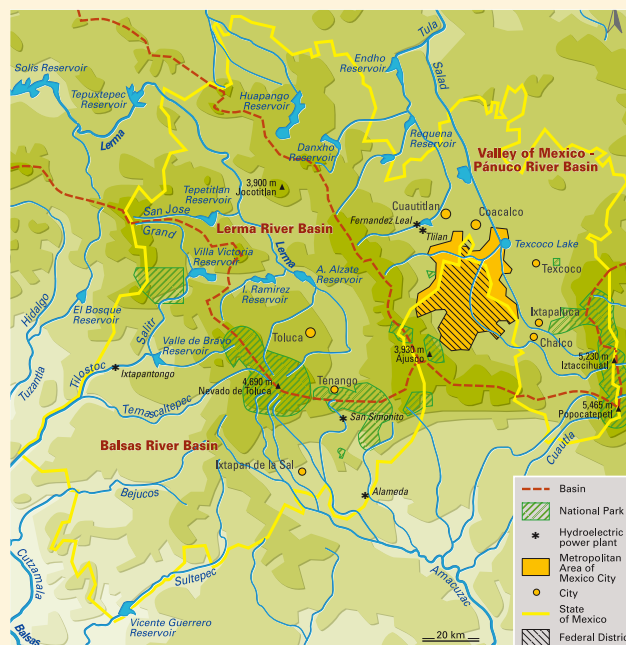 Tula
Endho
Reservoir
Salad
Solís Reservoir
Tepuxtepec
Reservoir
Huapango
Reservoir
Lerma
Danxho
Reservoir
Requena
Reservoir
Valley of Mexico -
Pánuco River Basin
3,900 m
Jocotitlan
Tepetitlan
Reservoir
San Jose
Grand
Lerma River Basin
Cuautitlan
Coacalco
Fernandez Leal
Tlilan
Texcoco Lake
Texcoco
Villa Victoria
Reservoir
Lerma
A. Alzate
Reservoir
I. Ramirez
Reservoir
Hidalgo
El Bosque
Reservoir
Salitr
Ixtapaluca
Toluca
Valle de Bravo
Reservoir
Chalco
3,930 m
Ajusco
5,230 m
Iztaccihuatl
Tuzantla
Tilostoc
Ixtapantongo
4,690 m
Nevado de Toluca
Tenango
5,465 m
Popocatepetl
Temascaltepec
San Simonito
Cuautla
Balsas River Basin
Ixtapan de la Sal
Bejucos
Alameda
Cutzamala
Sultepec
Amacuzac
Vicente Guerrero
Reservoir
Balsas
20 km
Basin
National Park
Hydroelectric
power plant
Metropolitan
Area of
Mexico City
City
State
of Mexico
Federal Distric